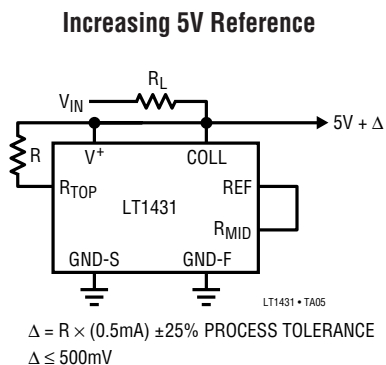 Increasing 5V Reference
R_L
V_IN
5V + Δ
R
V⁺
COLL
R_TOP
REF
LT1431
R_MID
GND-S
GND-F
LT1431 • TA05
Δ = R × (0.5mA) ±25% PROCESS TOLERANCE
Δ ≤ 500mV